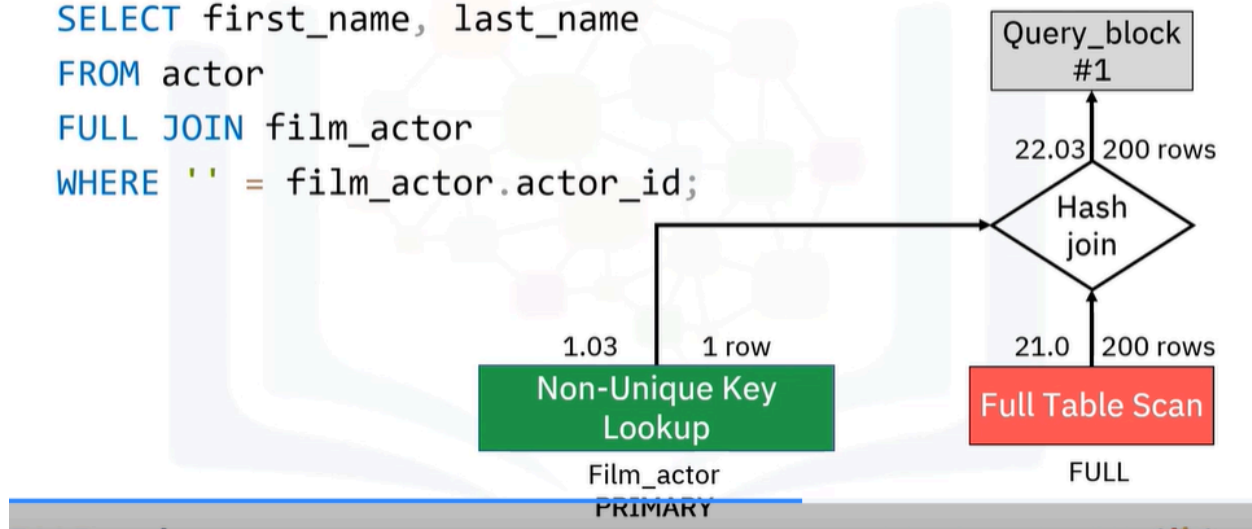 SELECT first_name, last_name
FROM actor
FULL JOIN film_actor
WHERE '' = film_actor.actor_id;
Query_block
#1
22.03 200 rows
Hash
join
1.03 1 row
21.0 200 rows
Non-Unique Key
Lookup
Full Table Scan
Film_actor
PRIMARY
FULL